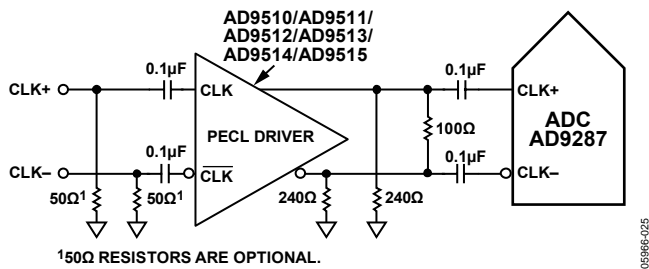 AD9510/AD9511/
AD9512/AD9513/
AD9514/AD9515
0.1µF
0.1µF
CLK+
CLK
CLK+
100Ω
ADC
AD9287
PECL DRIVER
0.1µF
0.1µF
CLK–
CLK
CLK–
50Ω1
50Ω1
240Ω
240Ω
150Ω RESISTORS ARE OPTIONAL.
05966-025